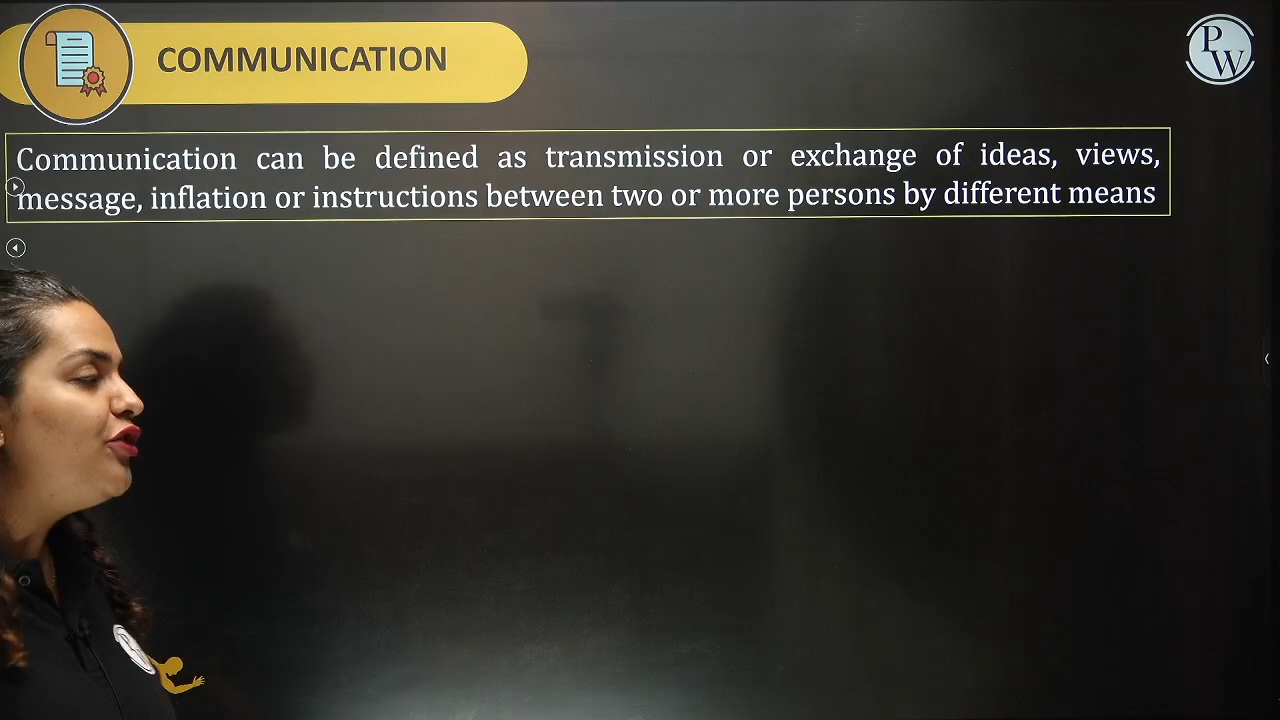 COMMUNICATION
PW
Communication can be defined as transmission or exchange of ideas, views,
message, inflation or instructions between two or more persons by different means